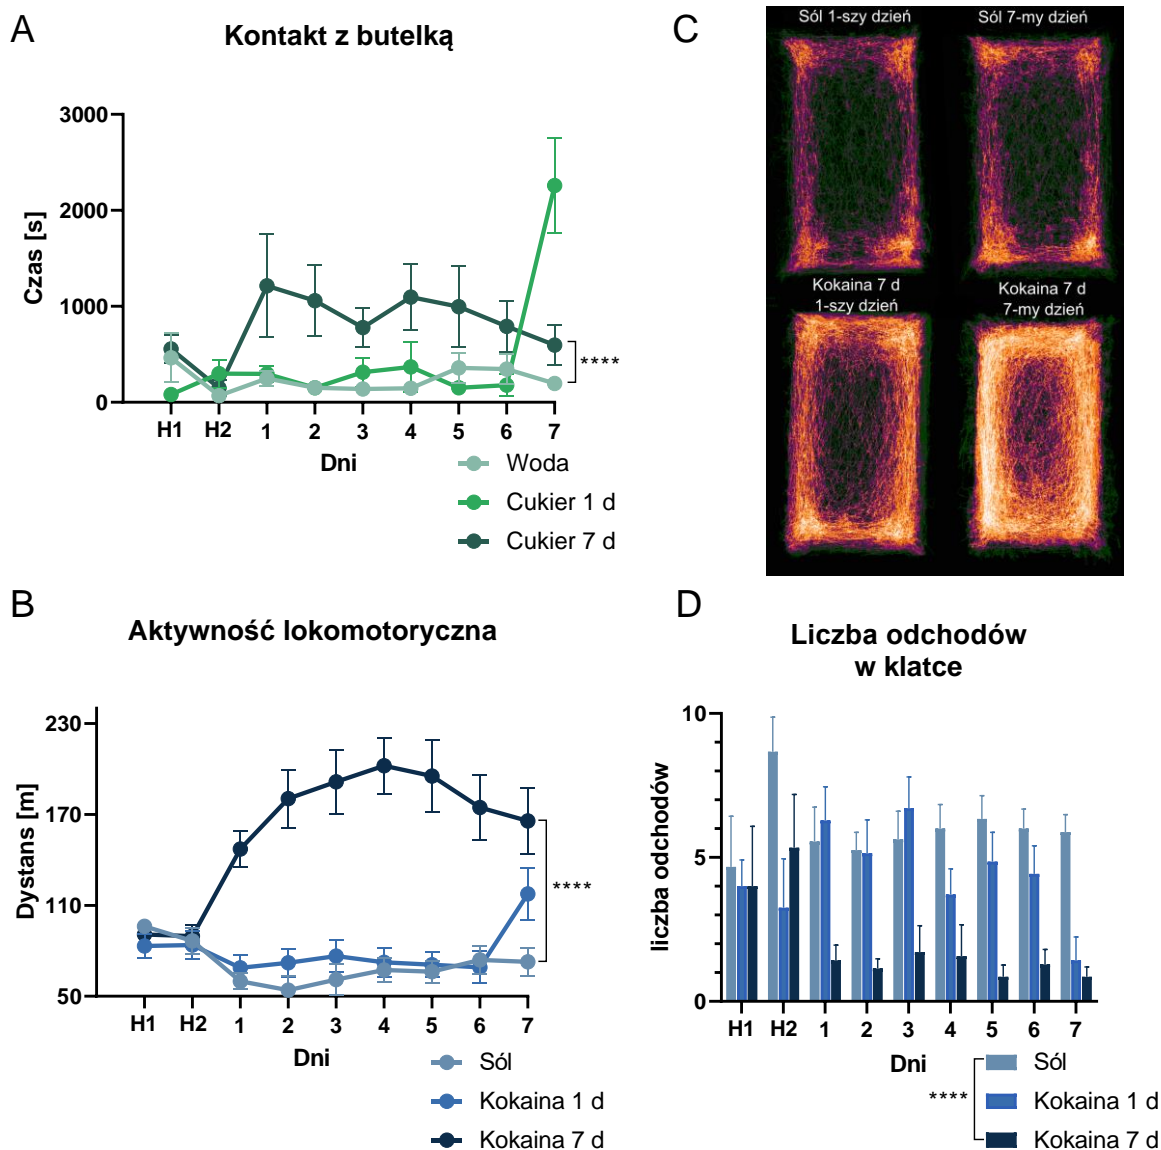 A
Kontakt z butelką
Czas [s]
3000
2000
1000
0
H1 H2 1 2 3 4 5 6 7
Dni
****
Woda
Cukier 1 d
Cukier 7 d
C
Sól 1-szy dzień
Sól 7-my dzień
Kokaina 7 d
1-szy dzień
Kokaina 7 d
7-my dzień
B
Aktywność lokomotoryczna
Dystans [m]
230
170
110
50
H1 H2 1 2 3 4 5 6 7
Dni
****
Sól
Kokaina 1 d
Kokaina 7 d
D
Liczba odchodów
w klatce
liczba odchodów
10
5
0
H1 H2 1 2 3 4 5 6 7
Dni
****
Sól
Kokaina 1 d
Kokaina 7 d